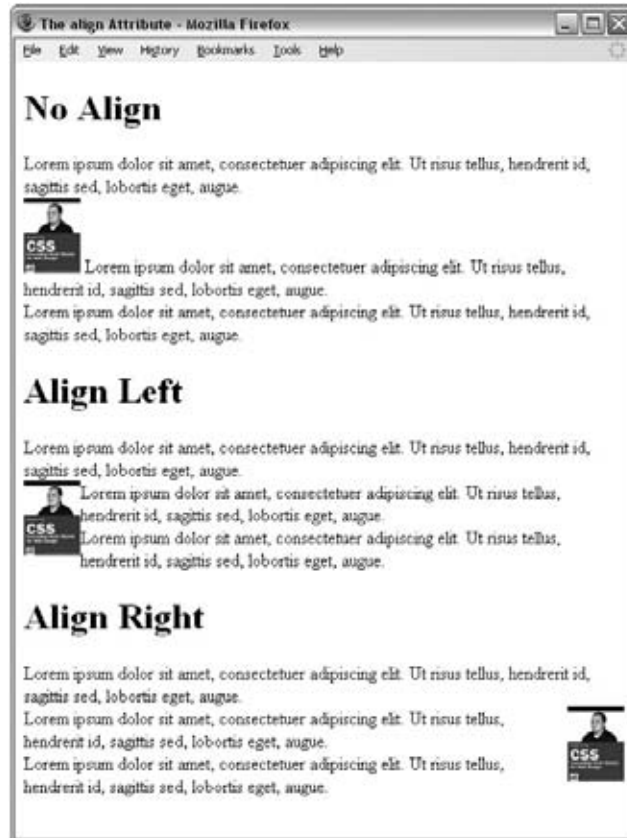 The align Attribute - Mozilla Firefox
File Edit View History Bookmarks Tools Help
No Align
Lorem ipsum dolor sit amet, consectetuer adipiscing elit. Ut risus tellus, hendrerit id,
sagittis sed, lobortis eget, augue.
CSS
Lorem ipsum dolor sit amet, consectetuer adipiscing elit. Ut risus tellus,
hendrerit id, sagittis sed, lobortis eget, augue.
Lorem ipsum dolor sit amet, consectetuer adipiscing elit. Ut risus tellus, hendrerit id,
sagittis sed, lobortis eget, augue.
Align Left
Lorem ipsum dolor sit amet, consectetuer adipiscing elit. Ut risus tellus, hendrerit id,
sagittis sed, lobortis eget, augue.
Lorem ipsum dolor sit amet, consectetuer adipiscing elit. Ut risus tellus,
hendrerit id, sagittis sed, lobortis eget, augue.
CSS
Lorem ipsum dolor sit amet, consectetuer adipiscing elit. Ut risus tellus,
hendrerit id, sagittis sed, lobortis eget, augue.
Align Right
Lorem ipsum dolor sit amet, consectetuer adipiscing elit. Ut risus tellus, hendrerit id,
sagittis sed, lobortis eget, augue.
Lorem ipsum dolor sit amet, consectetuer adipiscing elit. Ut risus tellus,
hendrerit id, sagittis sed, lobortis eget, augue.
Lorem ipsum dolor sit amet, consectetuer adipiscing elit. Ut risus tellus,
hendrerit id, sagittis sed, lobortis eget, augue.
CSS